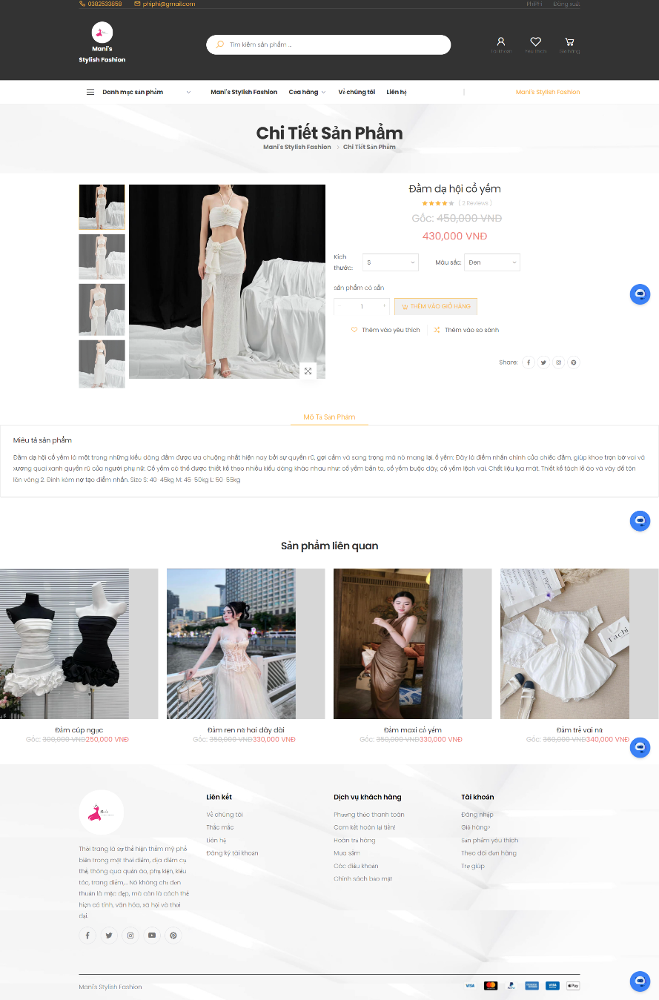 0382533658
phiphi@gmail.com
PhiPhi
Đăng xuất
Mani's
Stylish Fashion
Tìm kiếm sản phẩm ...
Tài khoản
Yêu thích
Giỏ hàng
Danh mục sản phẩm
Mani's Stylish Fashion
Cửa hàng
Về chúng tôi
Liên hệ
Mani's Stylish Fashion
Chi Tiết Sản Phẩm
Mani's Stylish Fashion > Chi Tiết Sản Phẩm
Đầm dạ hội cổ yếm
( 2 Reviews )
Gốc: 450,000 VNĐ
430,000 VNĐ
Kích
thước:
S
Màu sắc:
Đen
sản phẩm có sẵn
- 1 +
THÊM VÀO GIỎ HÀNG
Thêm vào yêu thích
Thêm vào so sánh
Share:
Mô Tả Sản Phẩm
Miêu tả sản phẩm
Đầm dạ hội cổ yếm là một trong những kiểu dáng đầm được ưa chuộng nhất hiện nay bởi sự quyến rũ, gợi cảm và sang trọng mà nó mang lại. ổ yếm: Đây là điểm nhấn chính của chiếc đầm, giúp khoe trọn bờ vai và
xương quai xanh quyến rũ của người phụ nữ. Cổ yếm có thể được thiết kế theo nhiều kiểu dáng khác nhau như: cổ yếm bản to, cổ yếm buộc dây, cổ yếm lệch vai. Chất liệu lụa mát. Thiết kế tách lẻ áo và váy để tôn
lên vòng 2. Đính kèm nơ tạo điểm nhấn. Size S: 40-45kg M: 45-50kg L: 50-55kg
Sản phẩm liên quan
Đầm cúp ngực
Gốc: 300,000 VNĐ250,000 VNĐ
Đầm ren nữ hai dây dài
Gốc: 350,000 VNĐ330,000 VNĐ
Đầm maxi cổ yếm
Gốc: 350,000 VNĐ330,000 VNĐ
Đầm trễ vai nữ
Gốc: 360,000 VNĐ340,000 VNĐ
Thời trang là sự thể hiện thẩm mỹ phổ
biến trong một thời điểm, địa điểm cụ
thể, thông qua quần áo, phụ kiện, kiểu
tóc, trang điểm,... Nó không chỉ đơn
thuần là mặc đẹp, mà còn là cách thể
hiện cá tính, văn hóa, xã hội và thời
đại.
Liên kết
Về chúng tôi
Thắc mắc
Liên hệ
Đăng ký tài khoản
Dịch vụ khách hàng
Phương thức thanh toán
Cam kết hoàn lại tiền!
Hoàn trả hàng
Mua sắm
Các điều khoản
Chính sách bảo mật
Tài khoản
Đăng nhập
Giỏ hàng>
Sản phẩm yêu thích
Theo dõi đơn hàng
Trợ giúp
Mani's Stylish Fashion
VISA
PayPal
VISA
Pay